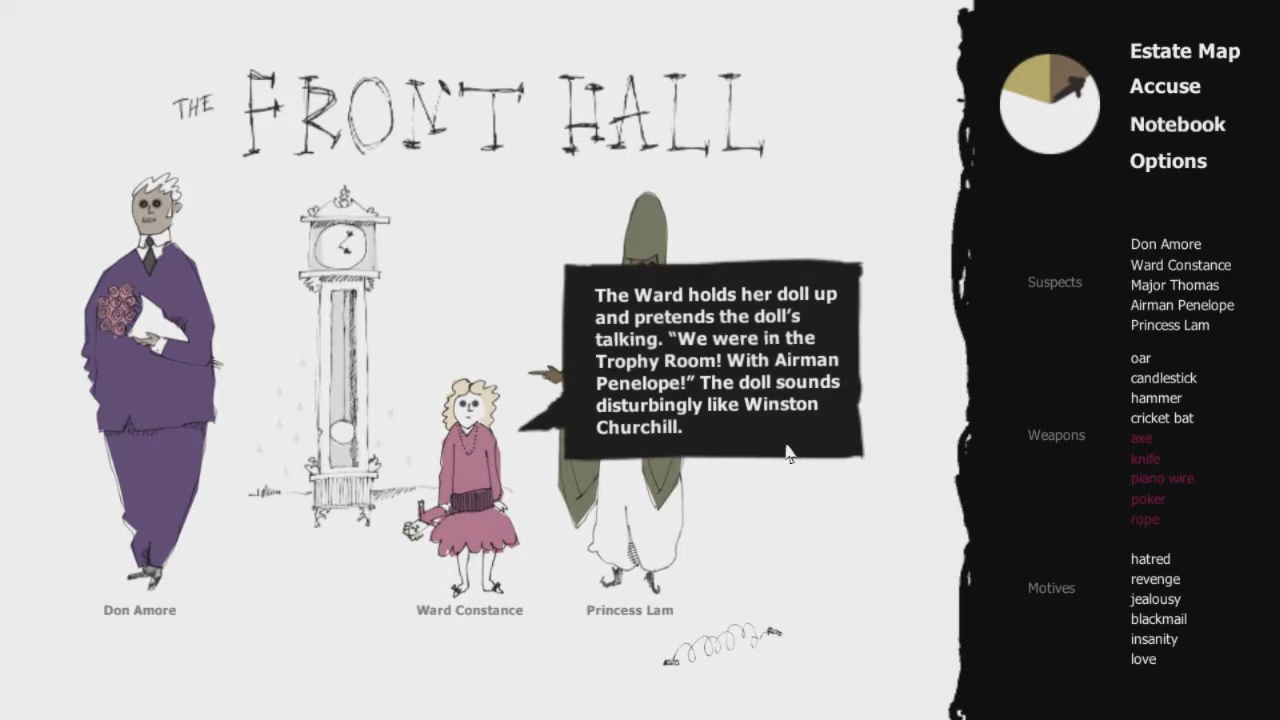 THE FRONT HALL
The Ward holds her doll up
and pretends the doll’s
talking. “We were in the
Trophy Room! With Airman
Penelope!” The doll sounds
disturbingly like Winston
Churchill.
Don Amore
Ward Constance
Princess Lam
Estate Map
Accuse
Notebook
Options
Suspects
Don Amore
Ward Constance
Major Thomas
Airman Penelope
Princess Lam
Weapons
oar
candlestick
hammer
cricket bat
axe
knife
piano wire
poker
rope
Motives
hatred
revenge
jealousy
blackmail
insanity
love